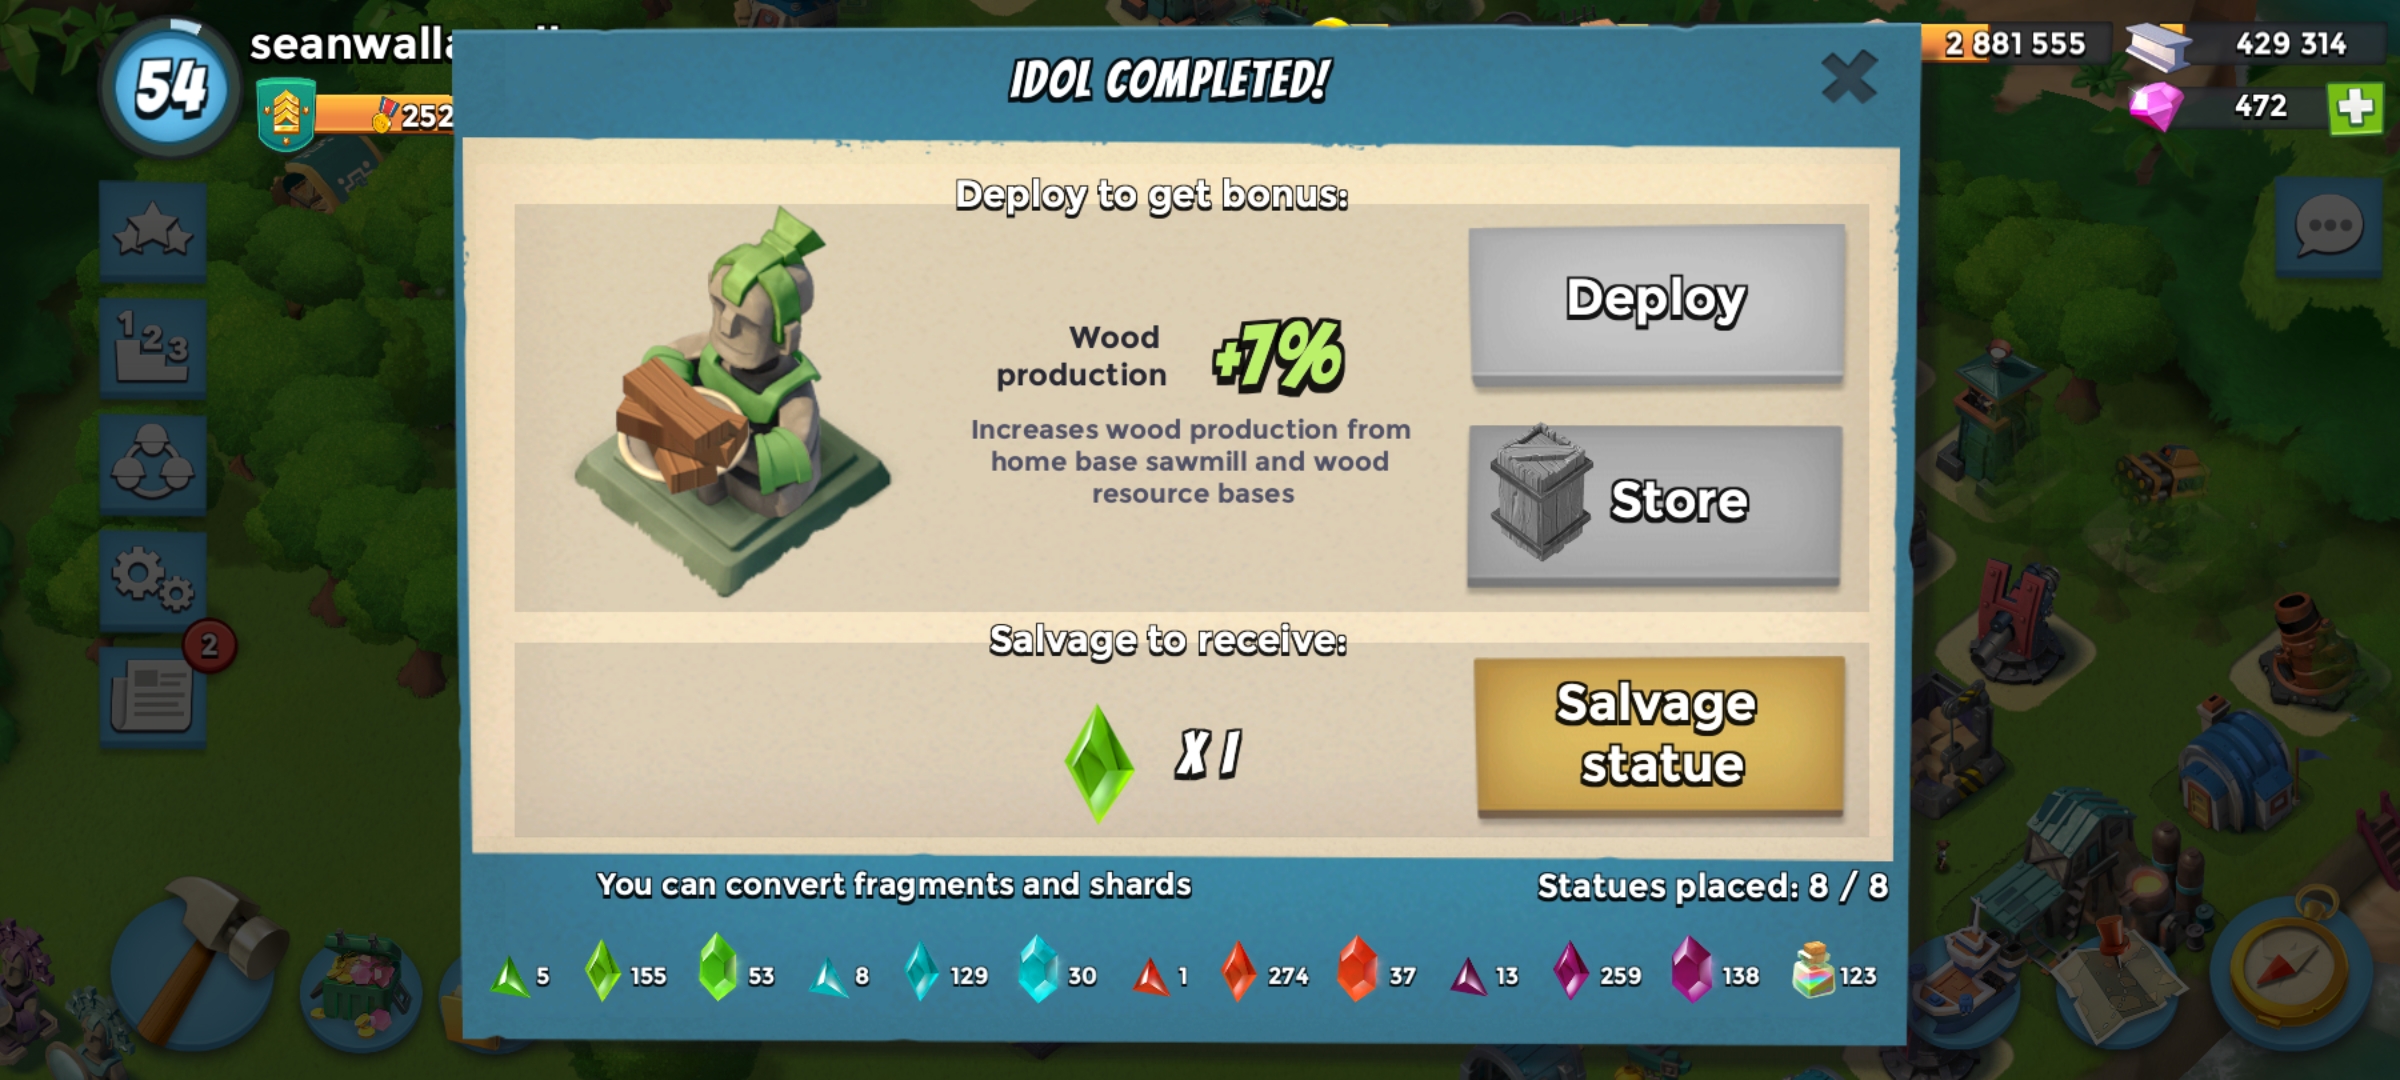 54
252
IDOL COMPLETED!
2 881 555
429 314
472
Deploy to get bonus:
Wood
production
+7%
Increases wood production from
home base sawmill and wood
resource bases
Deploy
Store
1 2 3
2
Salvage to receive:
X 1
Salvage
statue
You can convert fragments and shards
Statues placed: 8 / 8
5 155 53 8 129 30 1 274 37 13 259 138 123